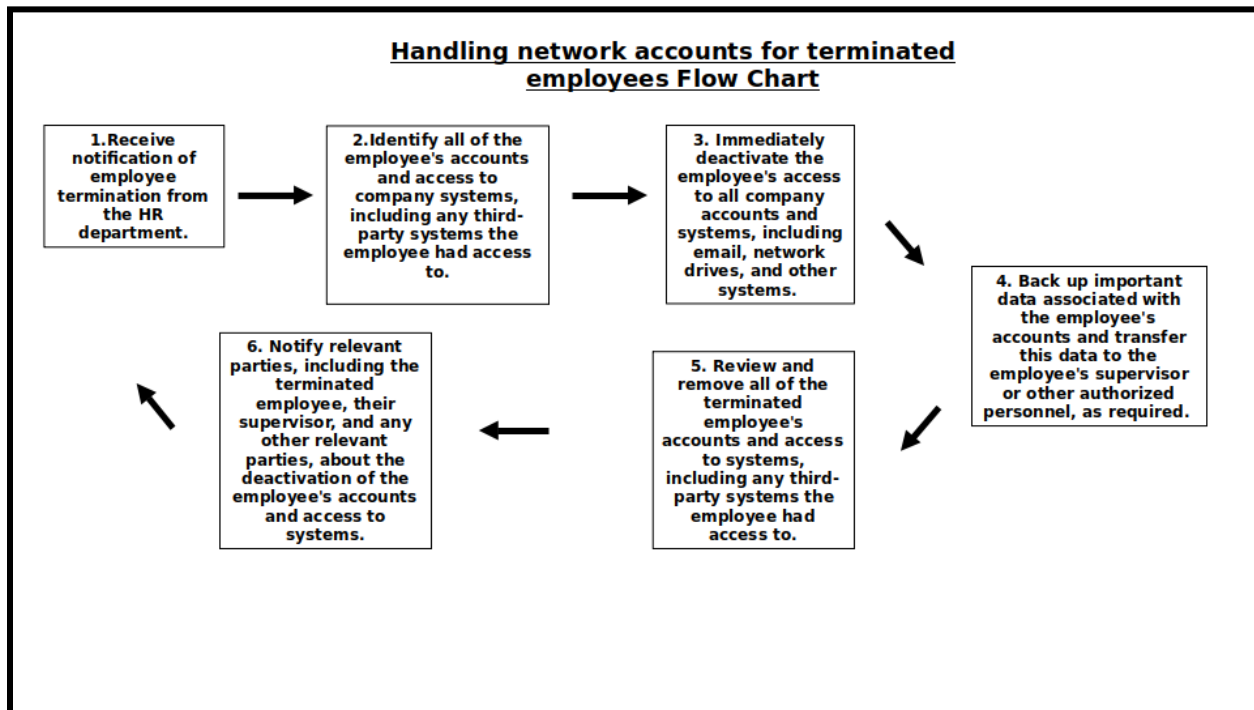 Handling network accounts for terminated
employees Flow Chart
1.Receive
notification of
employee
termination from
the HR
department.
2.Identify all of the
employee's accounts
and access to
company systems,
including any third-
party systems the
employee had access
to.
3. Immediately
deactivate the
employee's access
to all company
accounts and
systems, including
email, network
drives, and other
systems.
4. Back up important
data associated with
the employee's
accounts and transfer
this data to the
employee's supervisor
or other authorized
personnel, as required.
5. Review and
remove all of the
terminated
employee's
accounts and access
to systems,
including any third-
party systems the
employee had
access to.
6. Notify relevant
parties, including the
terminated
employee, their
supervisor, and any
other relevant
parties, about the
deactivation of the
employee's accounts
and access to
systems.